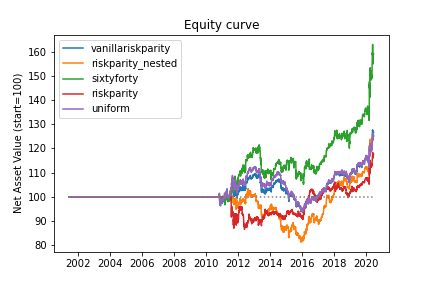 Equity curve
Net Asset Value (start=100)
160
150
140
130
120
110
100
90
80
vanillariskparity
riskparity_nested
sixtyforty
riskparity
uniform
2002 2004 2006 2008 2010 2012 2014 2016 2018 2020